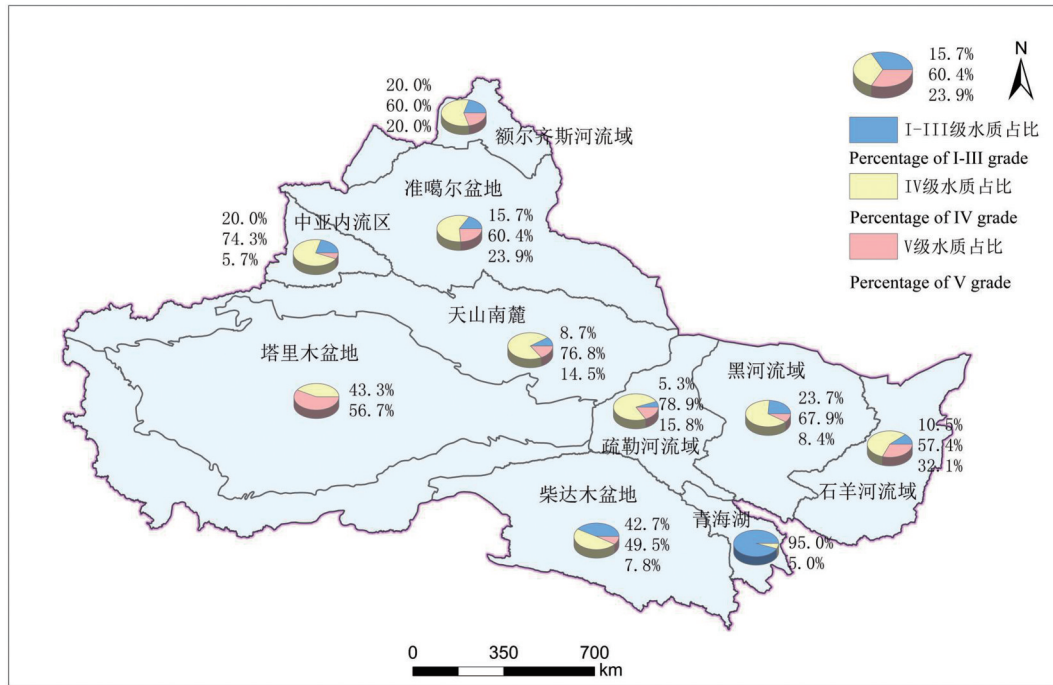 N
15.7%
60.4%
23.9%
I-III级水质占比
Percentage of I-III grade
IV级水质占比
Percentage of IV grade
V级水质占比
Percentage of V grade
20.0%
60.0%
20.0%
额尔齐斯河流域
准噶尔盆地
15.7%
60.4%
23.9%
中亚内流区
20.0%
74.3%
5.7%
天山南麓
8.7%
76.8%
14.5%
塔里木盆地
43.3%
56.7%
5.3%
78.9%
15.8%
疏勒河流域
黑河流域
23.7%
67.9%
8.4%
10.5%
57.4%
32.1%
石羊河流域
柴达木盆地
42.7%
49.5%
7.8%
青海湖
95.0%
5.0%
0 350 700
km